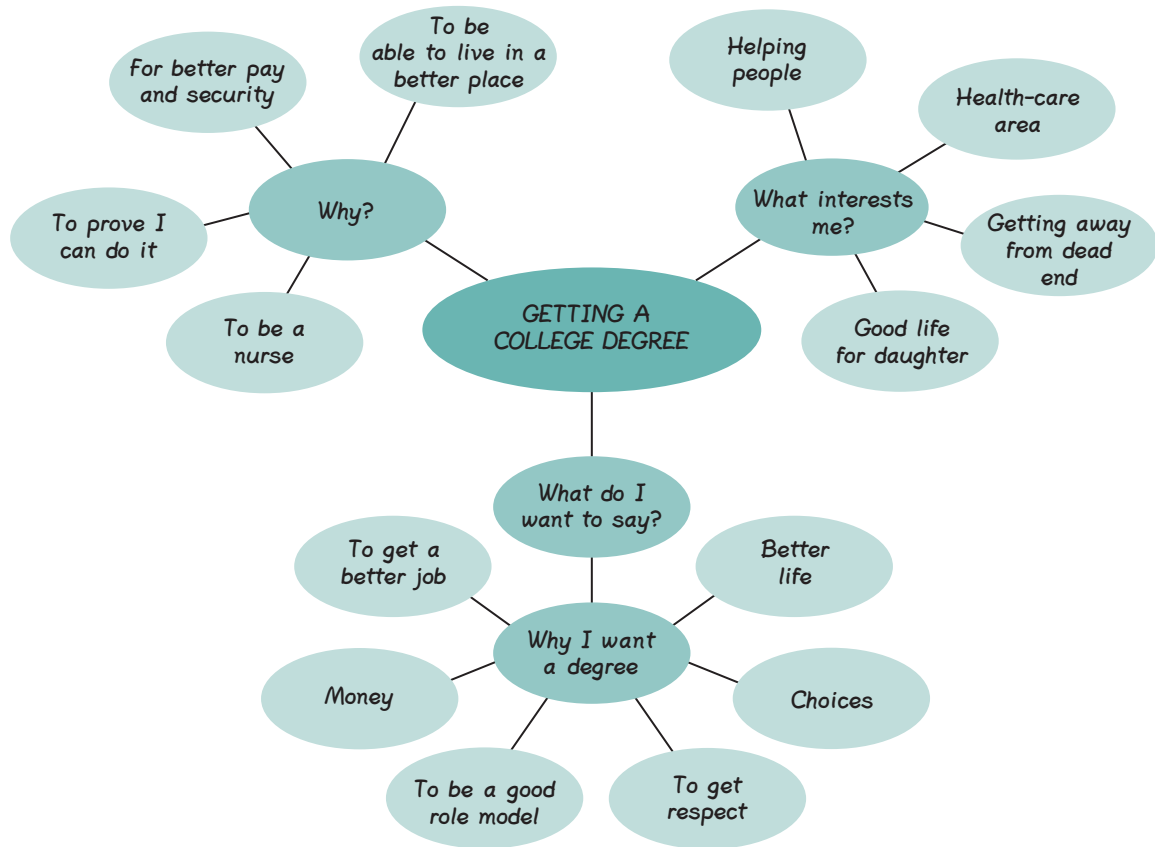 To be
able to live in a
better place
For better pay
and security
To prove I
can do it
To be a
nurse
Why?
Helping
people
Health-care
area
What interests
me?
Getting away
from dead
end
Good life
for daughter
GETTING A
COLLEGE DEGREE
What do I
want to say?
To get a
better job
Better
life
Why I want
a degree
Money
Choices
To be a good
role model
To get
respect